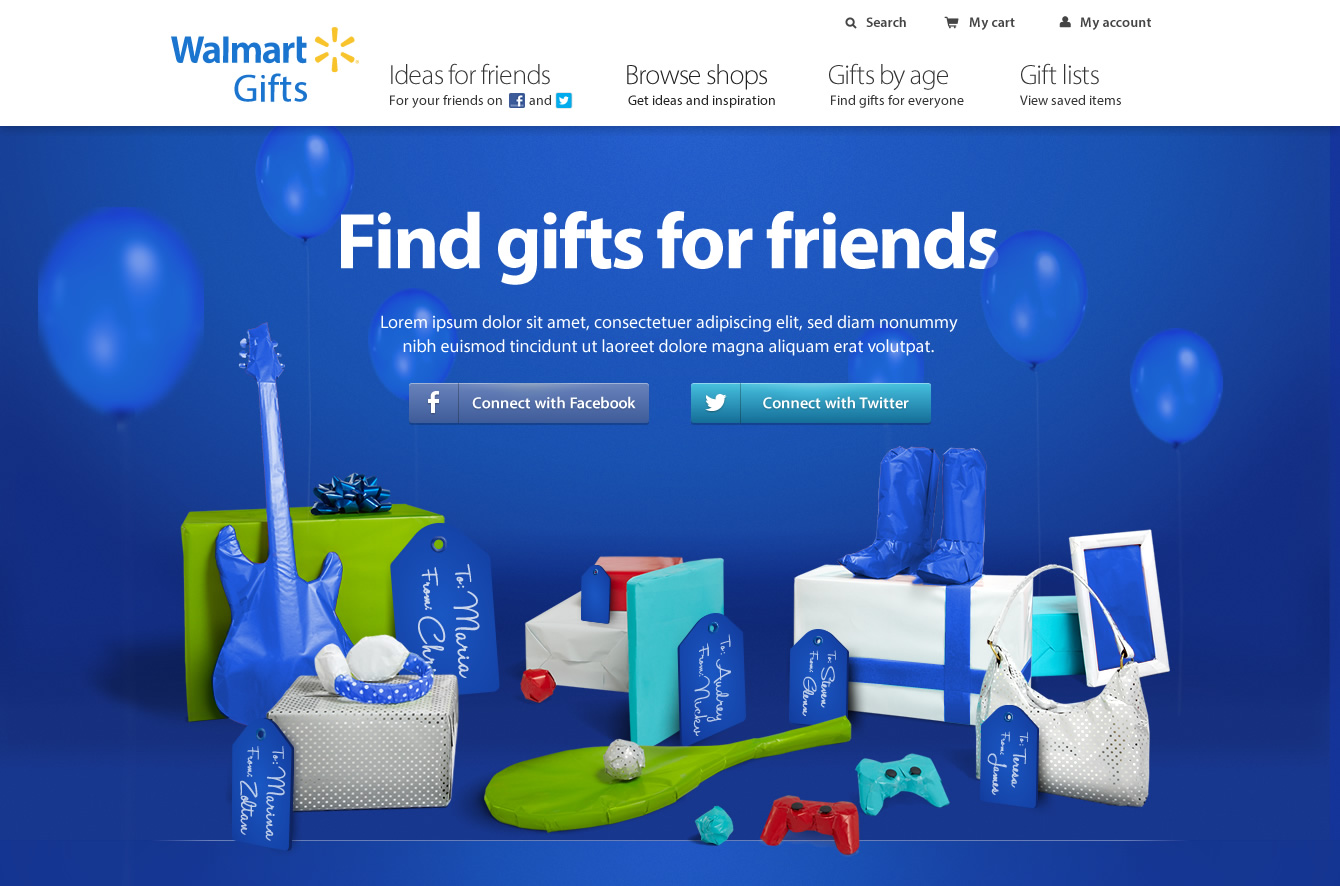 Search
My cart
My account
Walmart
Gifts
Ideas for friends
For your friends on f and
Browse shops
Get ideas and inspiration
Gifts by age
Find gifts for everyone
Gift lists
View saved items
Find gifts for friends
Lorem ipsum dolor sit amet, consectetuer adipiscing elit, sed diam nonummy
nibh euismod tincidunt ut laoreet dolore magna aliquam erat volutpat.
f Connect with Facebook
Connect with Twitter
To: Maria
From: Chr
To: Audrey
From: Nicky
To: Steven
From: Glenn
To: Teresa
From: James
To: Marina
From: Zoltan